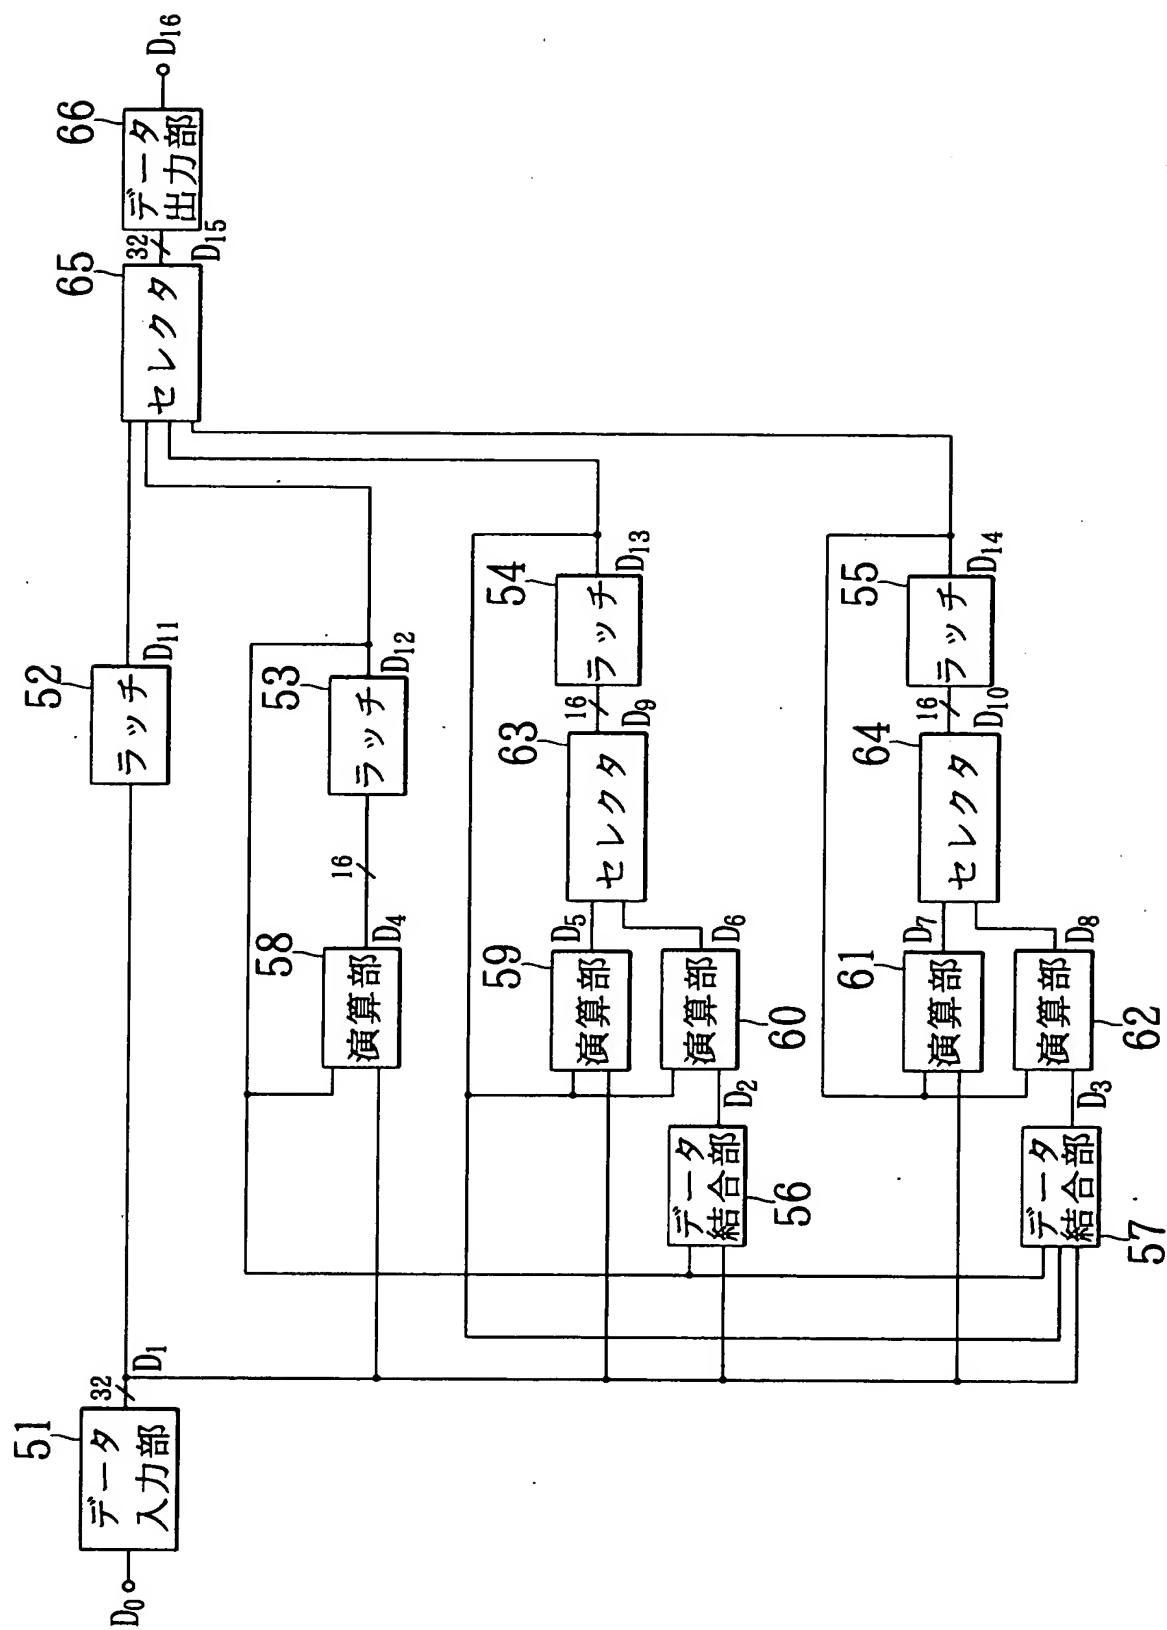 D0
51
データ
入力部
32
D1
52
ラッチ
D11
58
演算部
D4
16
53
ラッチ
D12
59
演算部
D5
56
データ
結合部
D2
60
演算部
D6
63
セレクタ
D9
16
54
ラッチ
D13
61
演算部
D7
57
データ
結合部
D3
62
演算部
D8
64
セレクタ
D10
16
55
ラッチ
D14
65
セレクタ
32
D15
66
データ
出力部
D16